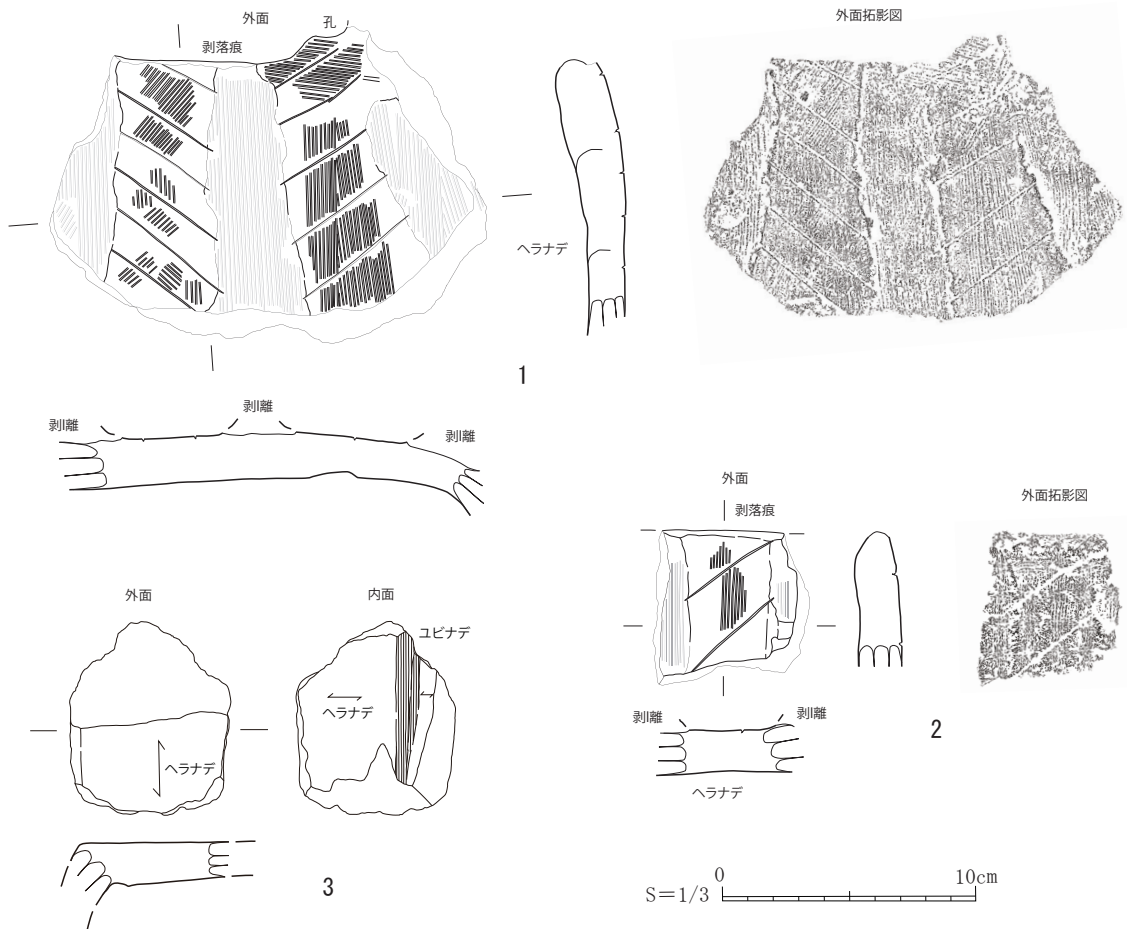 外面
孔
剥落痕
外面拓影図
ヘラナデ
1
剥離
剥離
剥離
外面
剥落痕
外面拓影図
剥離
剥離
ヘラナデ
2
外面
内面
ユビナデ
ヘラナデ
ヘラナデ
3
S=1/3
0
10cm